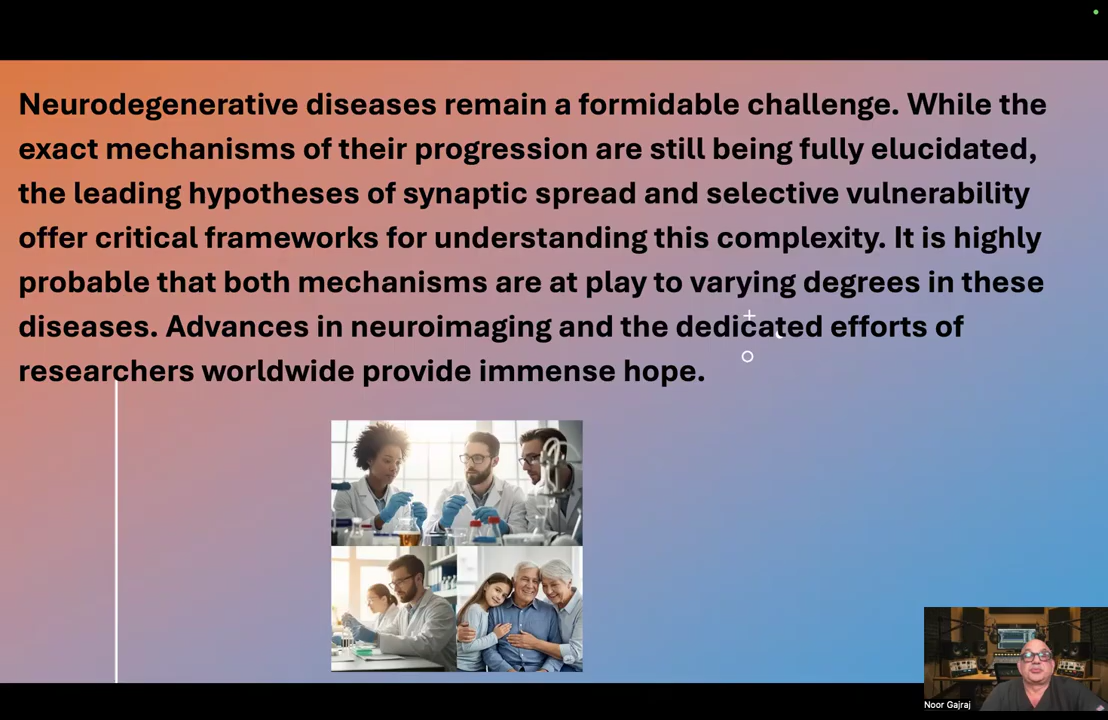 Neurodegenerative diseases remain a formidable challenge. While the
exact mechanisms of their progression are still being fully elucidated,
the leading hypotheses of synaptic spread and selective vulnerability
offer critical frameworks for understanding this complexity. It is highly
probable that both mechanisms are at play to varying degrees in these
diseases. Advances in neuroimaging and the dedicated efforts of
researchers worldwide provide immense hope.
Noor Gajraj